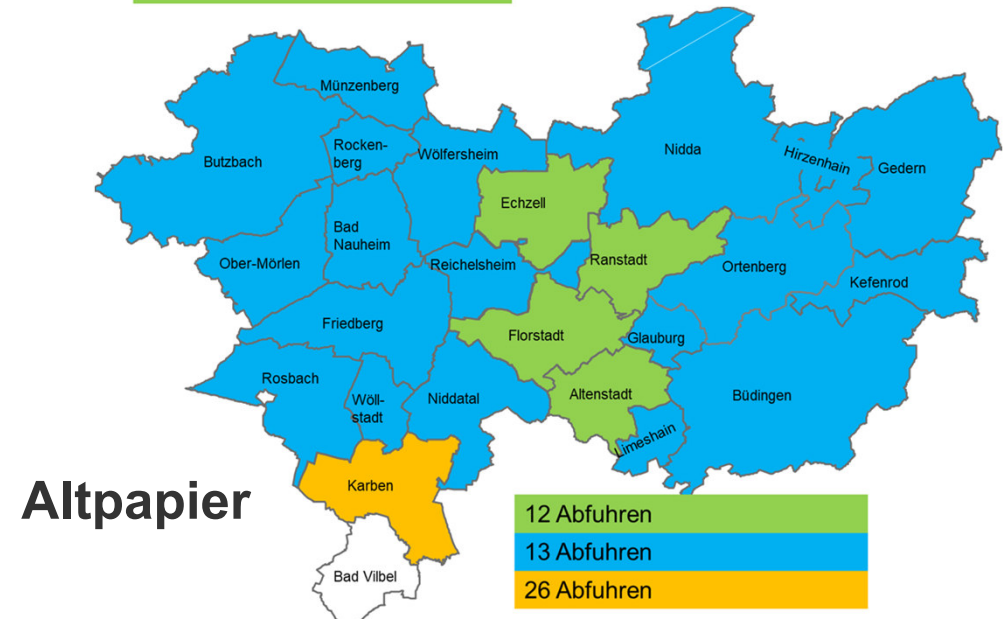 Münzenberg
Butzbach
Rocken-
berg
Wölfersheim
Nidda
Hirzenhain
Gedern
Echzell
Bad
Nauheim
Ober-Mörlen
Reichelsheim
Ranstadt
Ortenberg
Kefenrod
Friedberg
Florstadt
Glauburg
Rosbach
Wöll-
stadt
Niddatal
Altenstadt
Büdingen
Limeshain
Karben
Altpapier
Bad Vilbel
12 Abfuhren
13 Abfuhren
26 Abfuhren